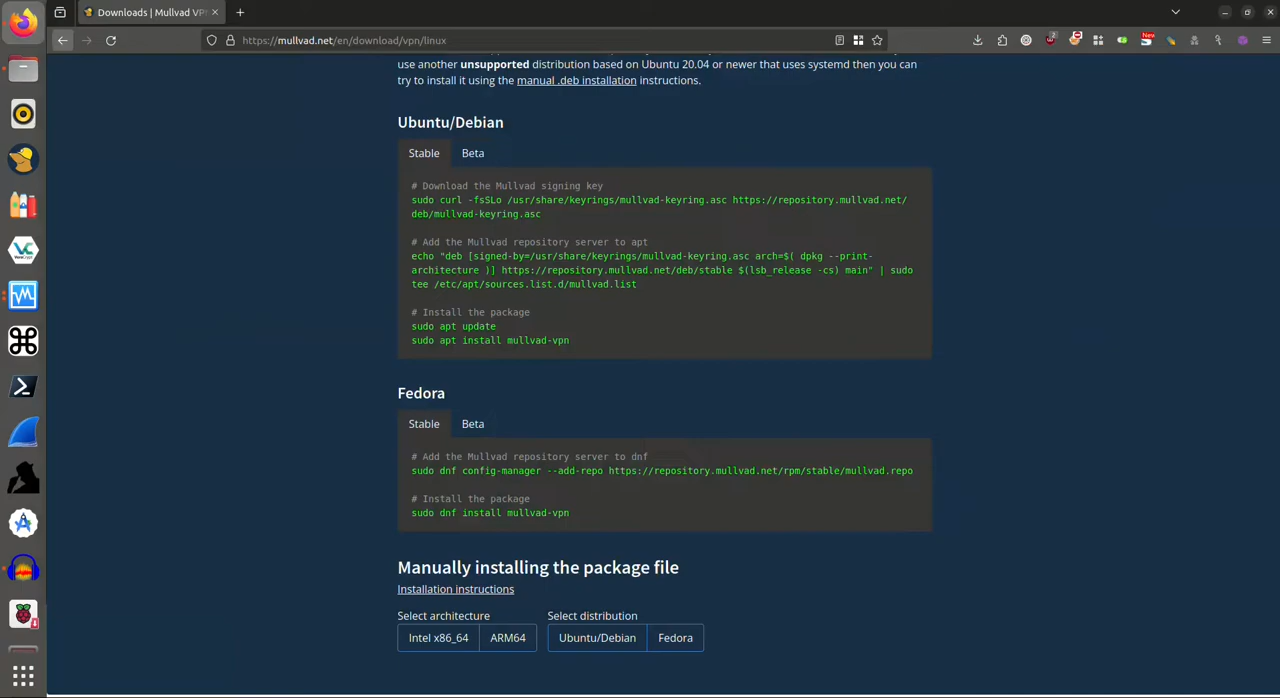 Downloads | Mullvad VP
https://mullvad.net/en/download/vpn/linux
2
New
use another unsupported distribution based on Ubuntu 20.04 or newer that uses systemd then you can
try to install it using the manual .deb installation instructions.
Ubuntu/Debian
Stable
Beta
# Download the Mullvad signing key
sudo curl -fsSLo /usr/share/keyrings/mullvad-keyring.asc https://repository.mullvad.net/
deb/mullvad-keyring.asc
# Add the Mullvad repository server to apt
echo "deb [signed-by=/usr/share/keyrings/mullvad-keyring.asc arch=$( dpkg --print-
architecture )] https://repository.mullvad.net/deb/stable $(lsb_release -cs) main" | sudo
tee /etc/apt/sources.list.d/mullvad.list
# Install the package
sudo apt update
sudo apt install mullvad-vpn
Fedora
Stable
Beta
# Add the Mullvad repository server to dnf
sudo dnf config-manager --add-repo https://repository.mullvad.net/rpm/stable/mullvad.repo
# Install the package
sudo dnf install mullvad-vpn
Manually installing the package file
Installation instructions
Select architecture
Select distribution
Intel x86_64
ARM64
Ubuntu/Debian
Fedora